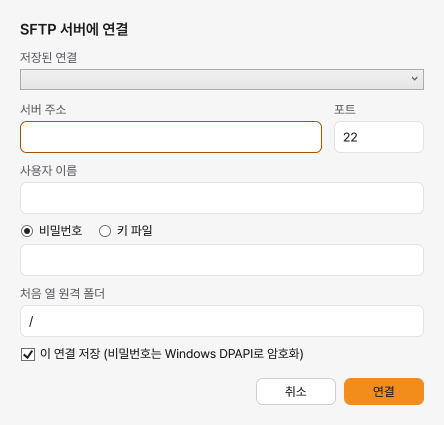 SFTP 서버에 연결
저장된 연결
서버 주소
포트
22
사용자 이름
비밀번호
키 파일
처음 열 원격 폴더
/
이 연결 저장 (비밀번호는 Windows DPAPI로 암호화)
취소
연결